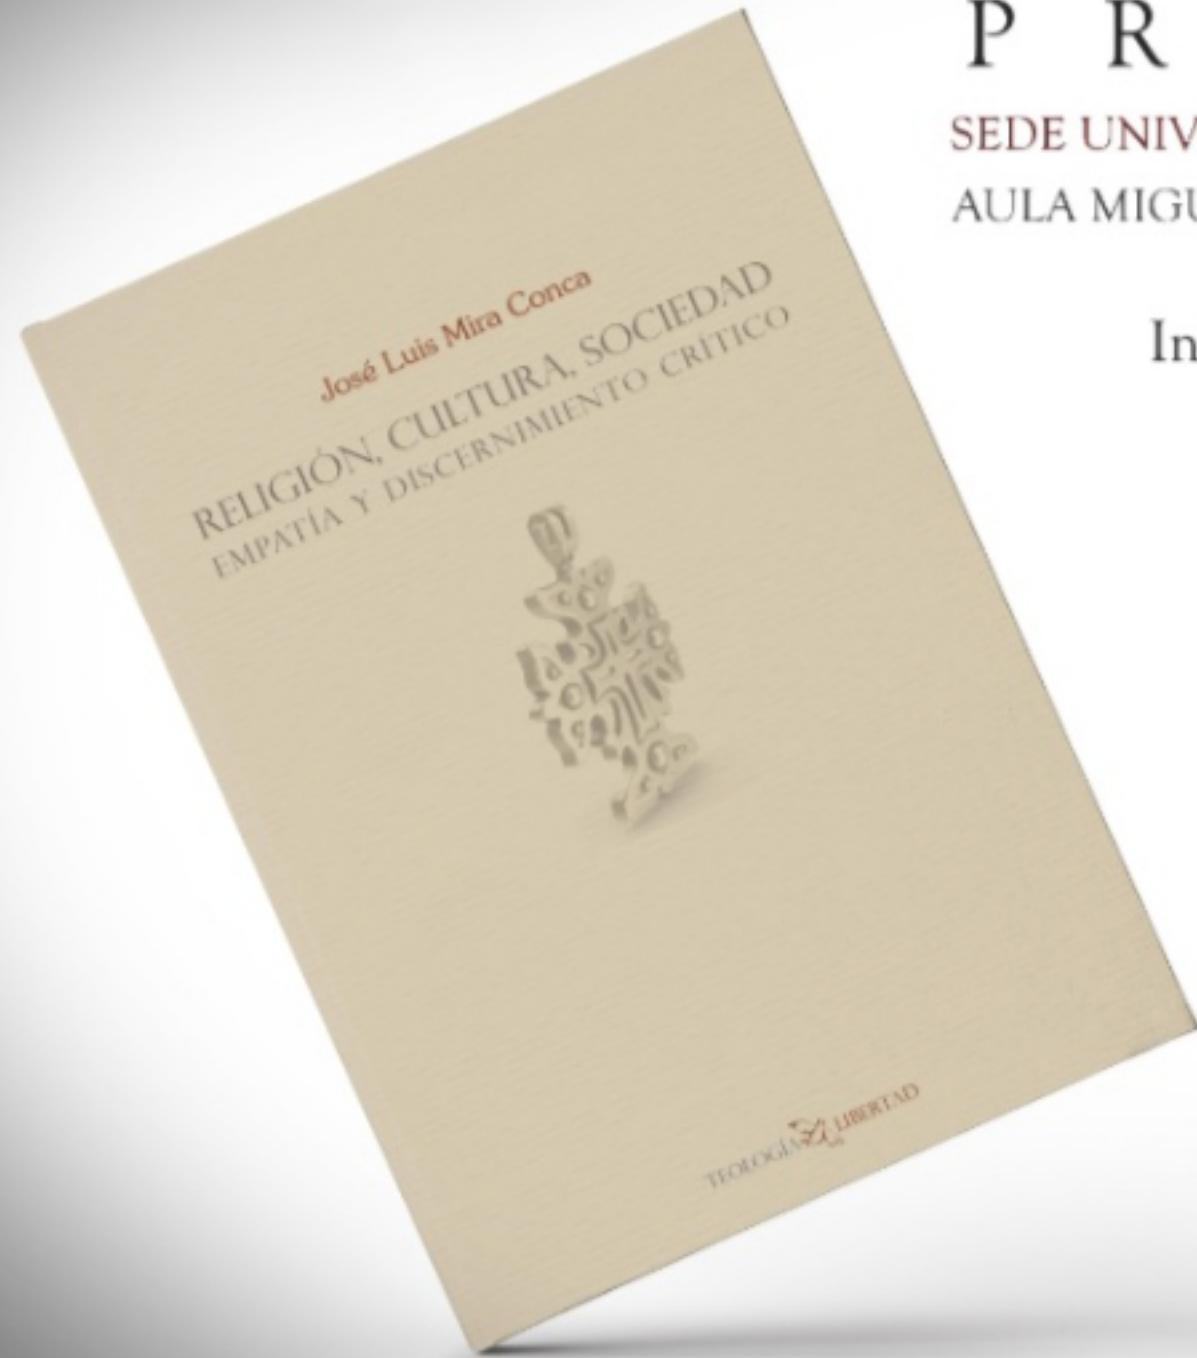 P R
SEDE UNIV
AULA MIGU
In
José Luis Mira Conca
RELIGIÓN, CULTURA, SOCIEDAD
EMPATÍA Y DISCERNIMIENTO CRÍTICO
TEOLOGÍA LIBERTAD